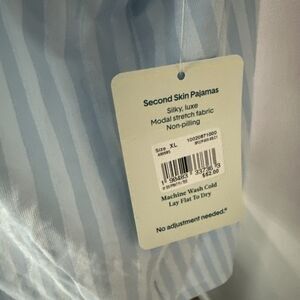 Second Skin Pajamas
Silky, luxe
Modal stretch fabric
Non-pilling
Size XL
$62.00
Machine Wash Cold
Lay Flat To Dry
No adjustment needed.